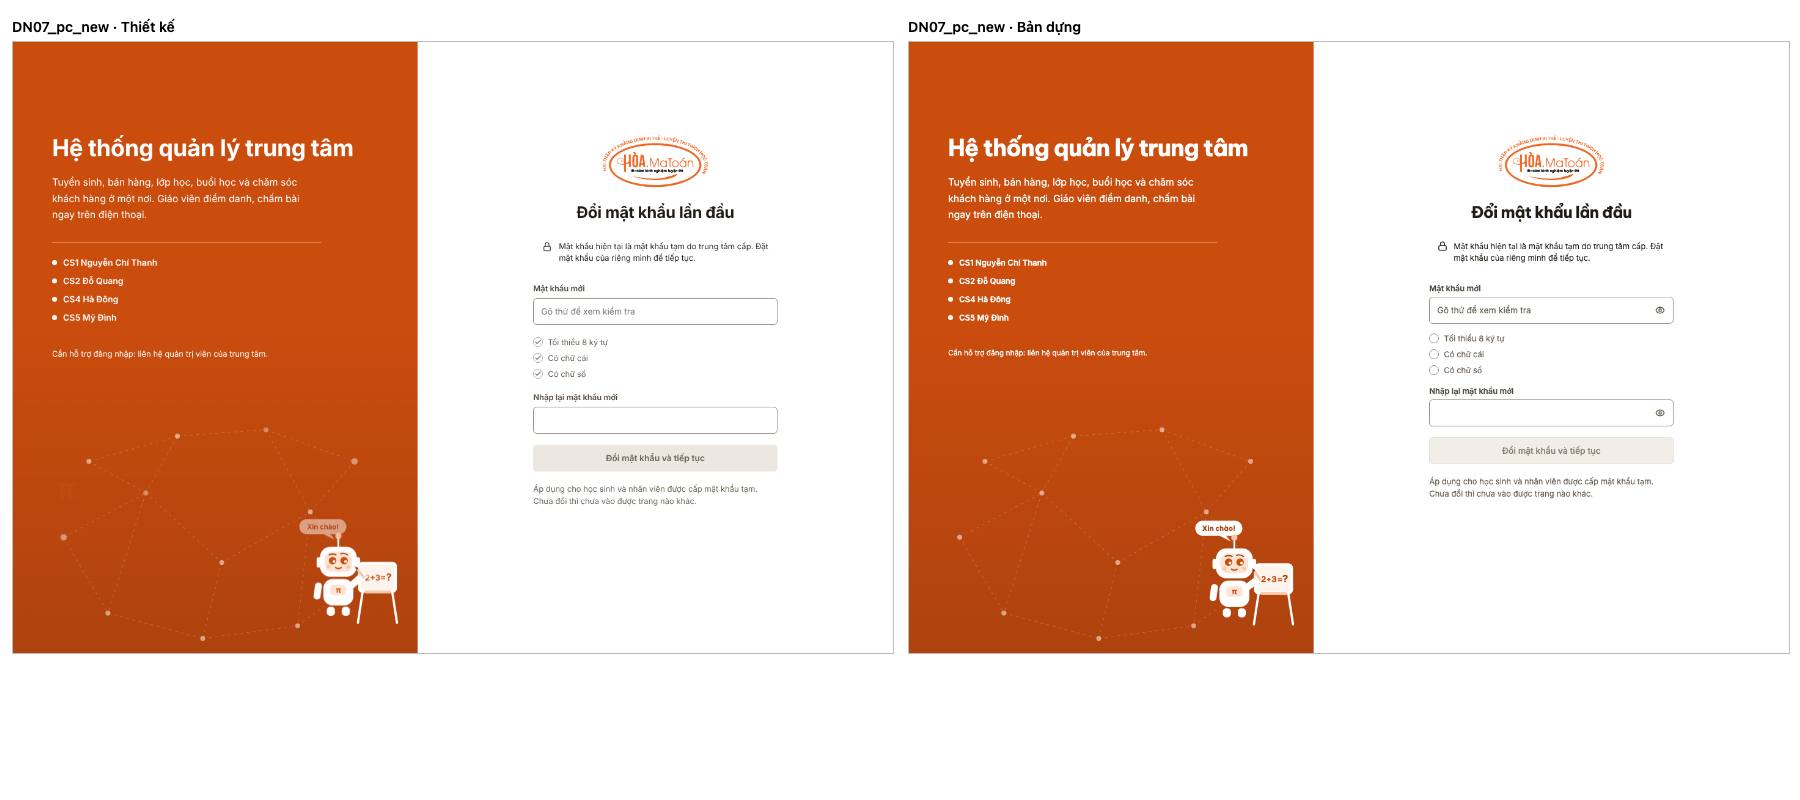 DN07_pc_new · Thiết kế
Hệ thống quản lý trung tâm
Tuyển sinh, bán hàng, lớp học, buổi học và chăm sóc
khách hàng ở một nơi. Giáo viên điểm danh, chấm bài
ngay trên điện thoại.
CS1 Nguyễn Chí Thanh
CS2 Đỗ Quang
CS4 Hà Đông
CS5 Mỹ Đình
Cần hỗ trợ đăng nhập: liên hệ quản trị viên của trung tâm.
π
Xin chào!
2+3=?
π
HÒA.MaToán
Đổi mật khẩu lần đầu
Mật khẩu hiện tại là mật khẩu tạm do trung tâm cấp. Đặt
mật khẩu của riêng mình để tiếp tục.
Mật khẩu mới
Gõ thử để xem kiểm tra
Tối thiểu 8 ký tự
Có chữ cái
Có chữ số
Nhập lại mật khẩu mới
Đổi mật khẩu và tiếp tục
Áp dụng cho học sinh và nhân viên được cấp mật khẩu tạm.
Chưa đổi thì chưa vào được trang nào khác.
DN07_pc_new · Bản dựng
Hệ thống quản lý trung tâm
Tuyển sinh, bán hàng, lớp học, buổi học và chăm sóc
khách hàng ở một nơi. Giáo viên điểm danh, chấm bài
ngay trên điện thoại.
CS1 Nguyễn Chí Thanh
CS2 Đỗ Quang
CS4 Hà Đông
CS5 Mỹ Đình
Cần hỗ trợ đăng nhập: liên hệ quản trị viên của trung tâm.
Xin chào!
2+3=?
π
HÒA.MaToán
Đổi mật khẩu lần đầu
Mật khẩu hiện tại là mật khẩu tạm do trung tâm cấp. Đặt
mật khẩu của riêng mình để tiếp tục.
Mật khẩu mới
Gõ thử để xem kiểm tra
Tối thiểu 8 ký tự
Có chữ cái
Có chữ số
Nhập lại mật khẩu mới
Đổi mật khẩu và tiếp tục
Áp dụng cho học sinh và nhân viên được cấp mật khẩu tạm.
Chưa đổi thì chưa vào được trang nào khác.